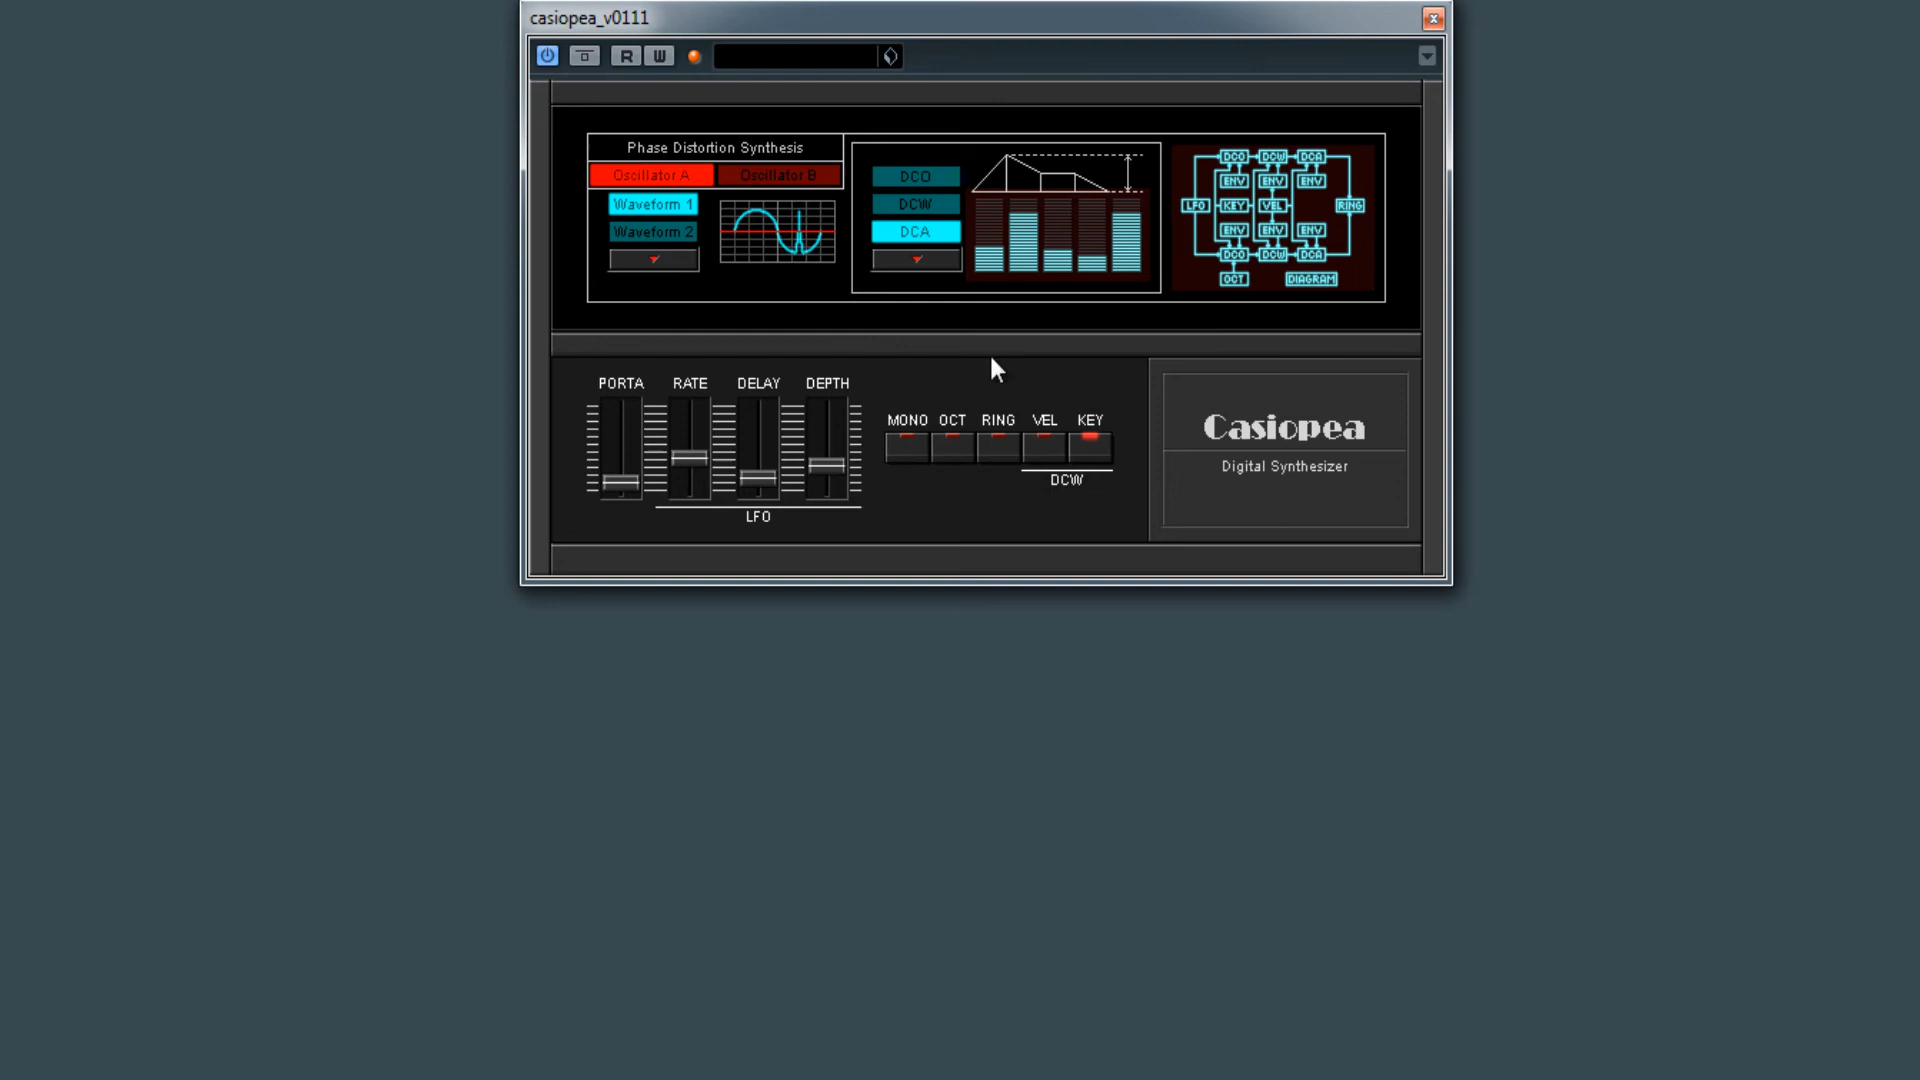 casiopea_v0111
R W
Phase Distortion Synthesis
Oscillator A Oscillator B
Waveform 1
Waveform 2
DCO
DCW
DCA
DCO DCW DCA
ENV ENV ENV
LFO KEY VEL RING
ENV ENV ENV
DCO DCW DCA
OCT DIAGRAM
PORTA RATE DELAY DEPTH
LFO
MONO OCT RING VEL KEY
DCW
Casiopea
Digital Synthesizer